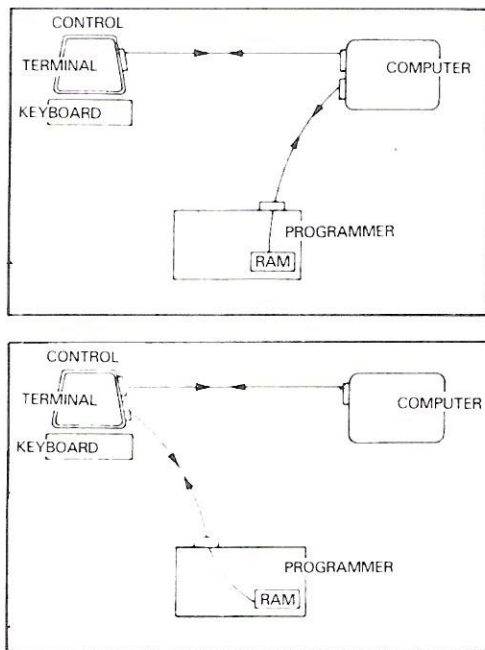 CONTROL
TERMINAL
COMPUTER
KEYBOARD
PROGRAMMER
RAM
CONTROL
TERMINAL
COMPUTER
KEYBOARD
PROGRAMMER
RAM